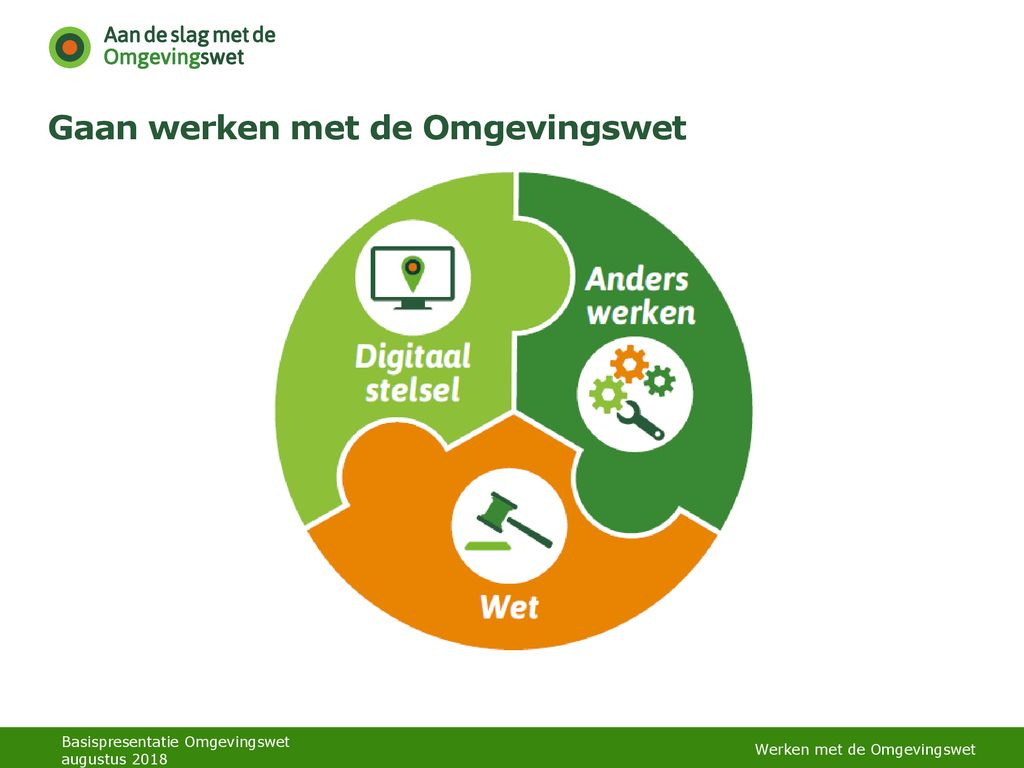 Aan de slag met de
Omgevingswet
Gaan werken met de Omgevingswet
Anders
werken
Digitaal
stelsel
Wet
Basispresentatie Omgevingswet
augustus 2018
Werken met de Omgevingswet